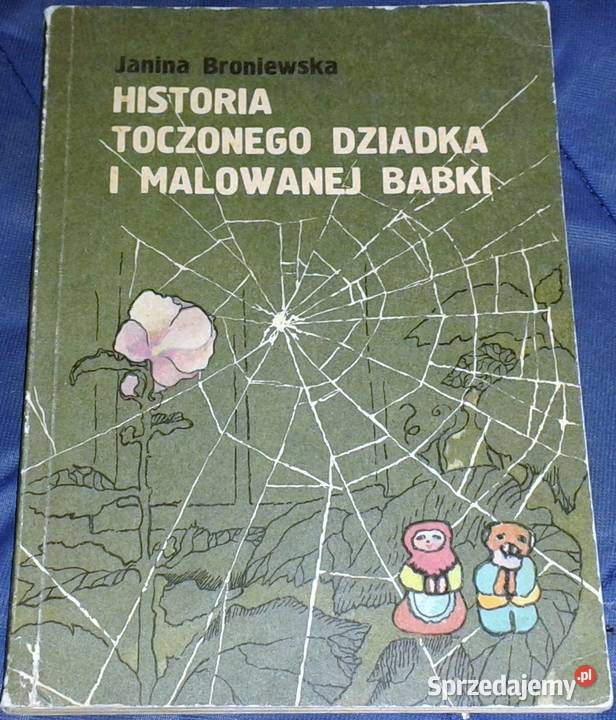 Janina Broniewska
HISTORIA
TOCZONEGO DZIADKA
I MALOWANEJ BABKI
Sprzedajemy.pl